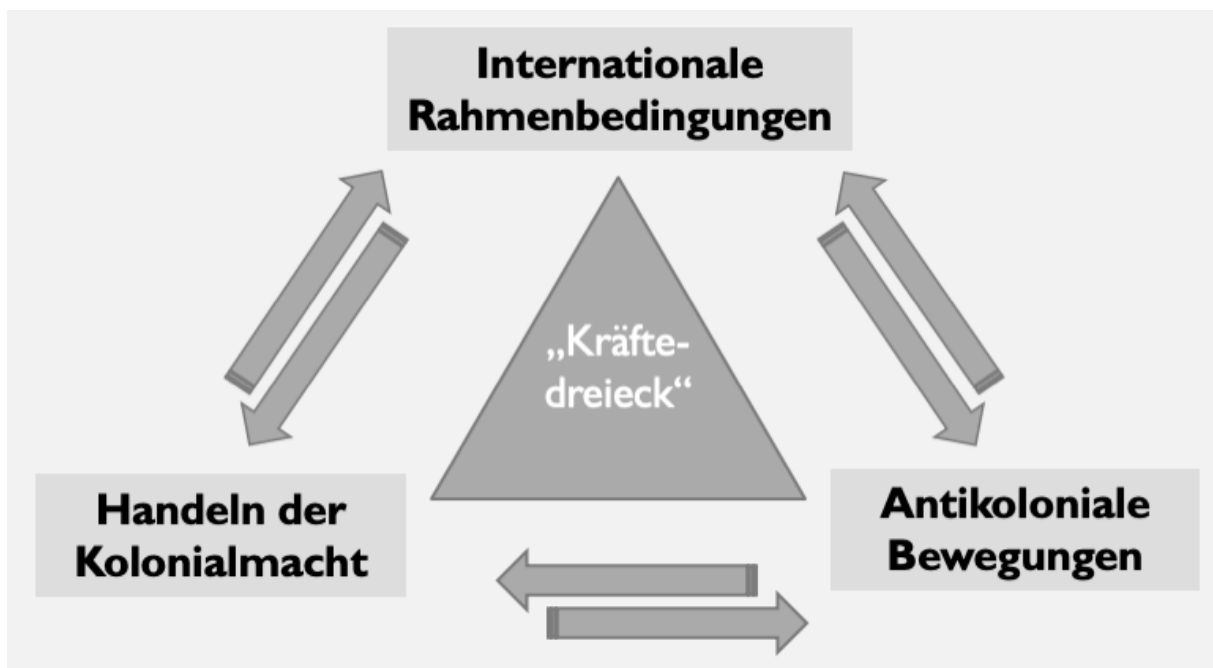 Internationale
Rahmenbedingungen
„Kräfte-
dreieck“
Handeln der
Kolonialmacht
Antikoloniale
Bewegungen